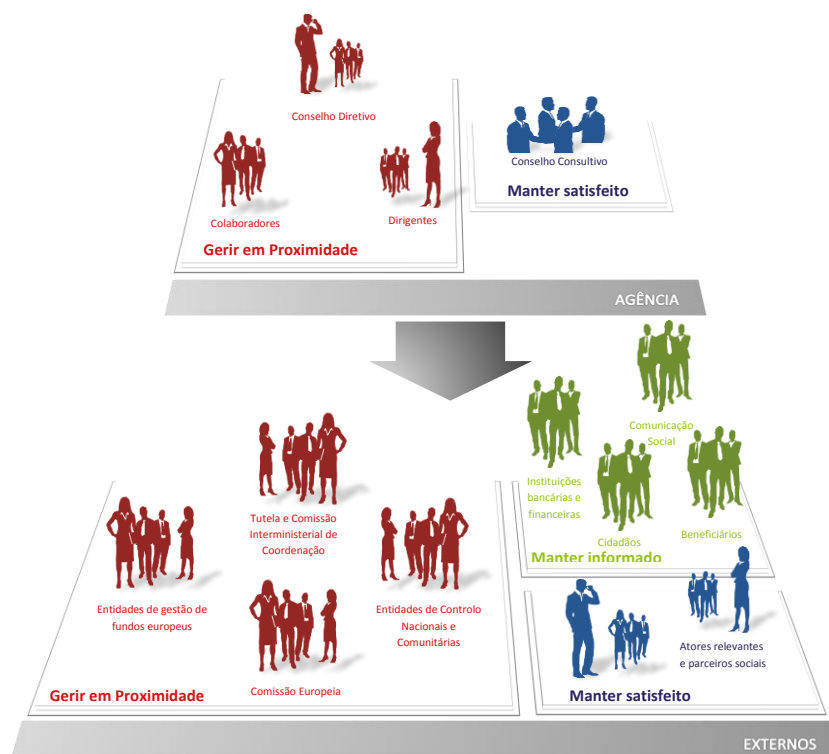 Conselho Diretivo
Conselho Consultivo
Manter satisfeito
Colaboradores
Dirigentes
Gerir em Proximidade
AGÊNCIA
Comunicação
Social
Instituições
bancárias e
financeiras
Cidadãos
Beneficiários
Manter informado
Tutela e Comissão
Interministerial de
Coordenação
Entidades de gestão de
fundos europeus
Entidades de Controlo
Nacionais e
Comunitárias
Comissão Europeia
Gerir em Proximidade
Atores relevantes
e parceiros sociais
Manter satisfeito
EXTERNOS